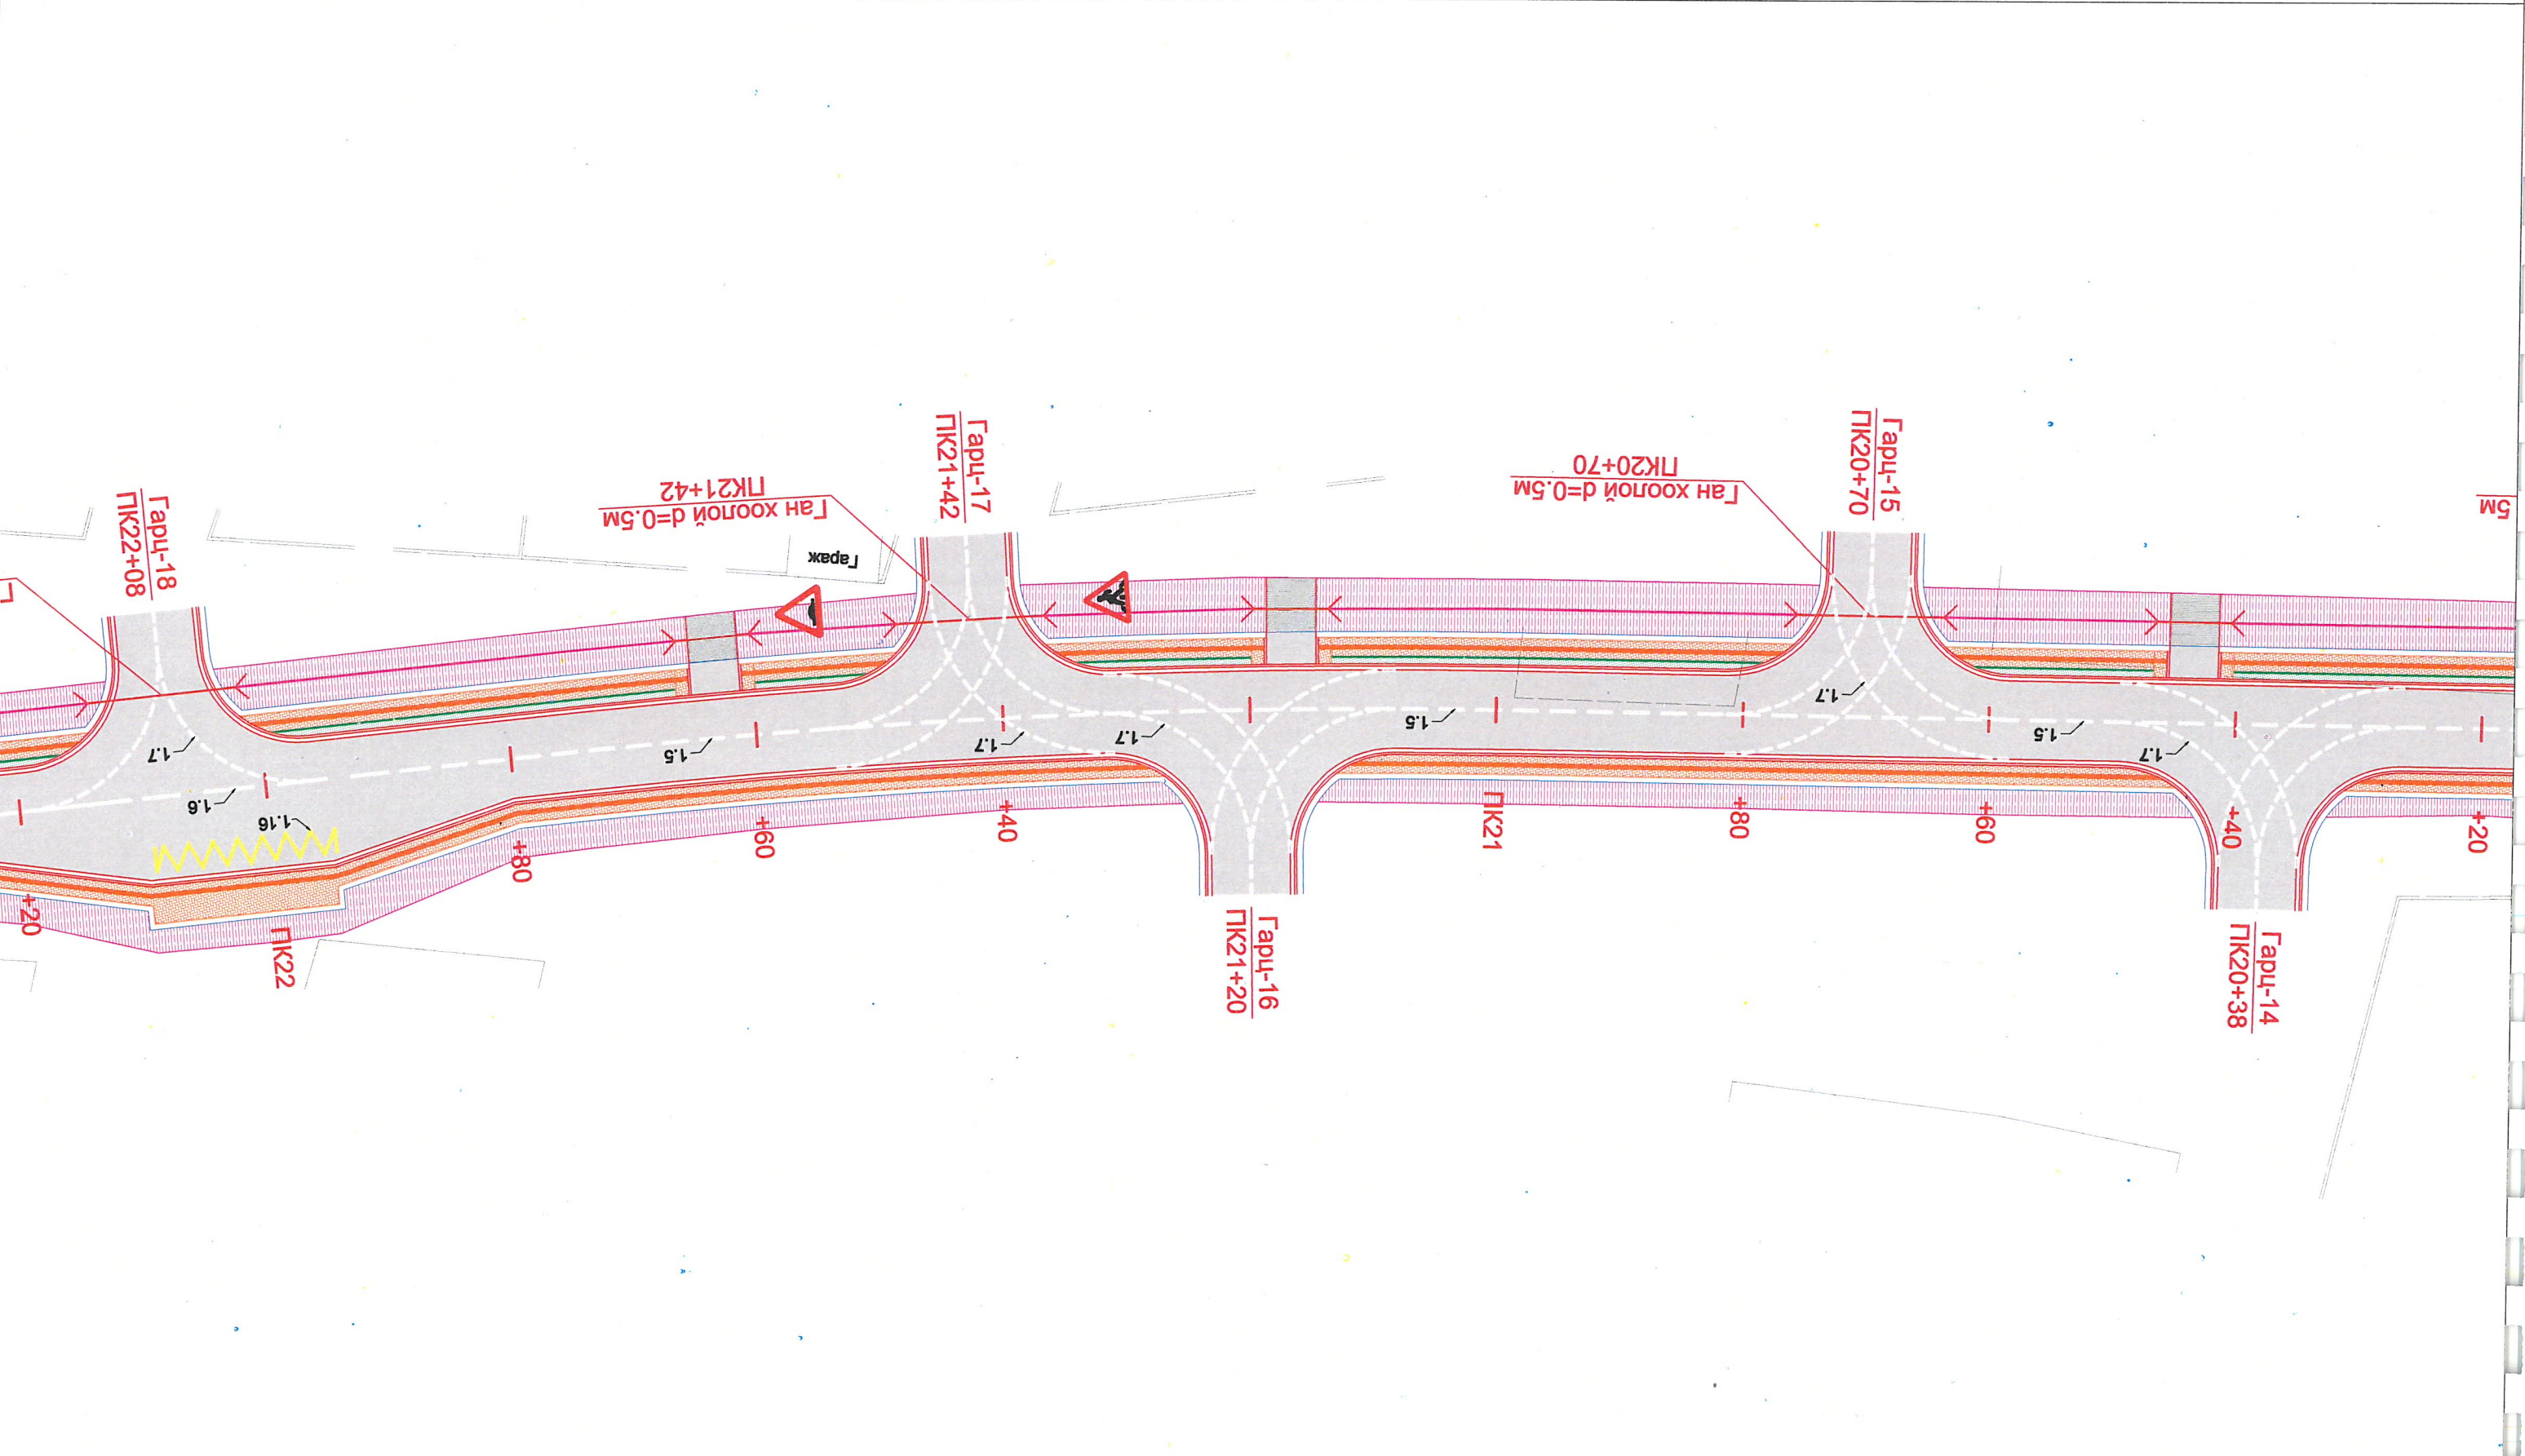 Гарц-18
ПК22+08
Ган хоолой d=0.5м
ПК21+42
Гарц-17
ПК21+42
Ган хоолой d=0.5м
ПК20+70
Гарц-15
ПК20+70
5м
Гараж
1.7
1.6
1.16
1.5
1.7
1.7
1.5
1.7
1.5
1.7
+20
ПК22
+80
+60
+40
ПК21
+80
+60
+40
+20
Гарц-16
ПК21+20
Гарц-14
ПК20+38